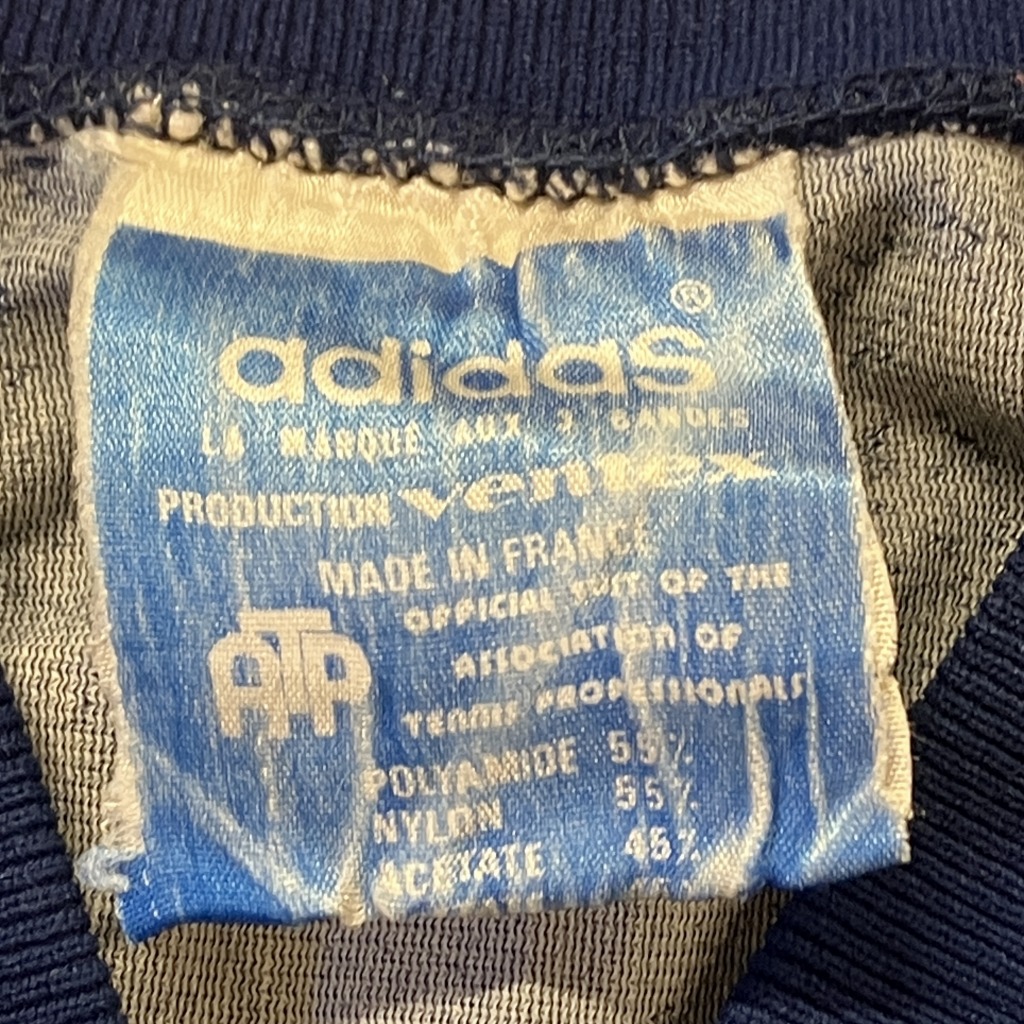 ®
adidas
LA MARQUE AUX 3 BANDES
PRODUCTION ventex
MADE IN FRANCE
OFFICIAL SUIT OF THE
ASSOCIATION OF
TENNIS PROFESSIONALS
ATP
POLYAMIDE 55%
NYLON 55%
ACETATE 45%